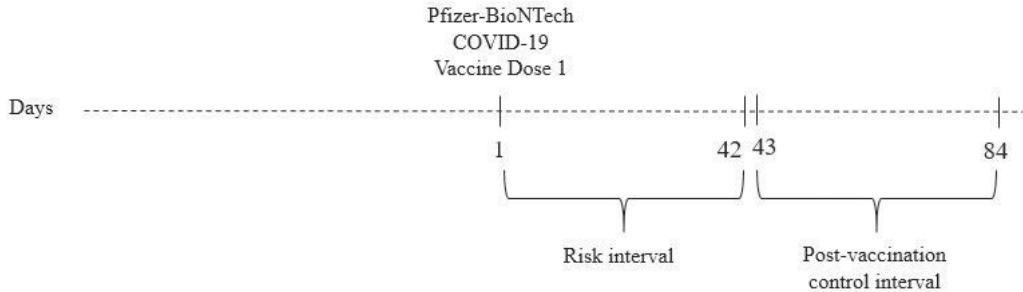 Pfizer-BioNTech
COVID-19
Vaccine Dose 1
Days
1
42
43
84
Risk interval
Post-vaccination
control interval